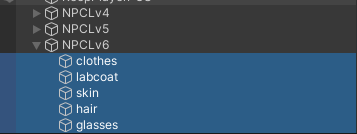 NPCLv4
NPCLv5
NPCLv6
clothes
labcoat
skin
hair
glasses